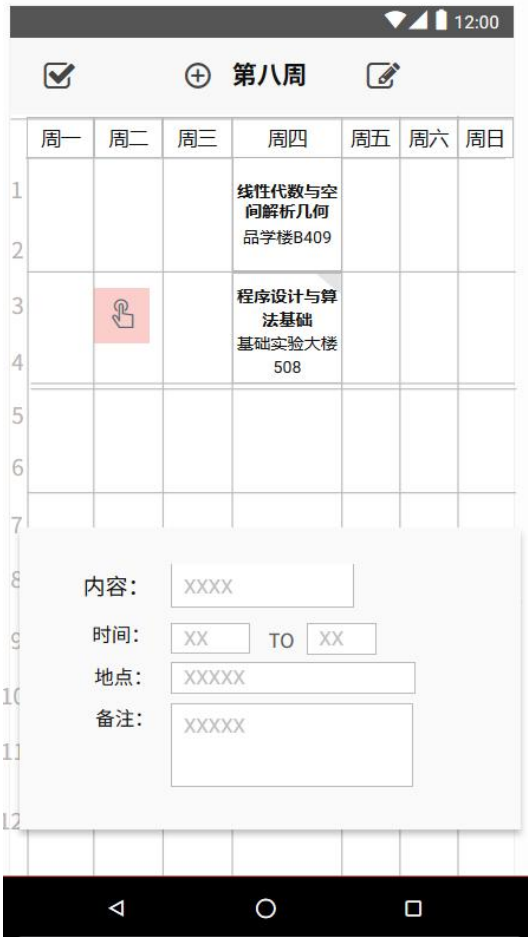 12:00
第八周
周一 周二 周三 周四 周五 周六 周日
1
线性代数与空
间解析几何
品学楼B409
2
3
程序设计与算
法基础
基础实验大楼
508
4
5
6
7
8
内容： XXXX
时间： XX TO XX
9
地点： XXXXX
10
备注： XXXXX
11
12